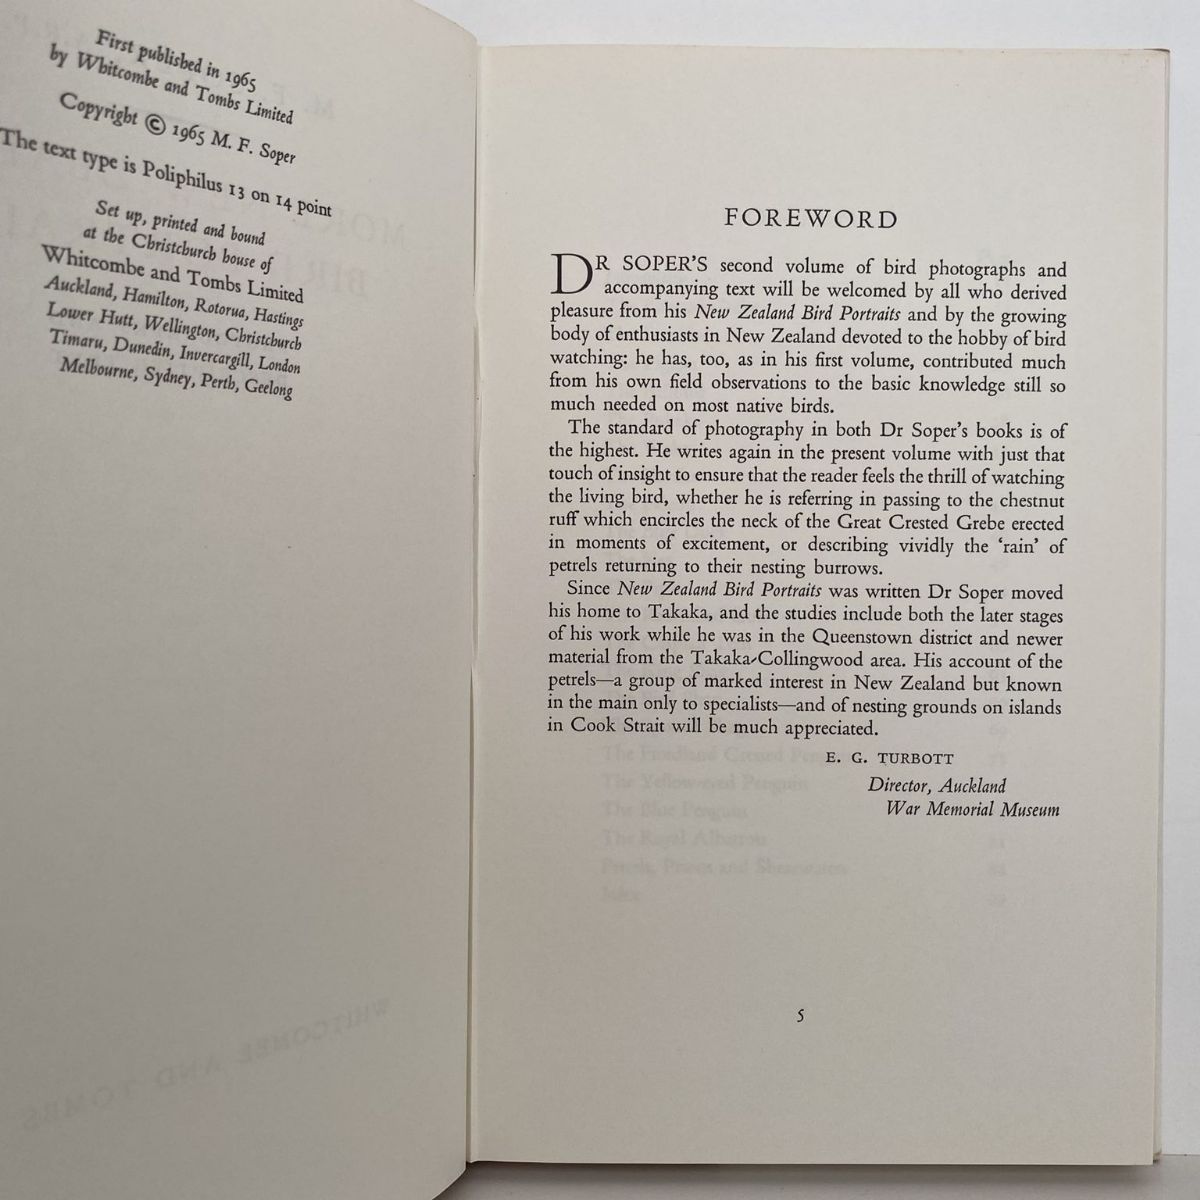 First published in 1965
by Whitcombe and Tombs Limited
Copyright © 1965 M. F. Soper
The text type is Poliphilus 13 on 14 point
Set up, printed and bound
at the Christchurch house of
Whitcombe and Tombs Limited
Auckland, Hamilton, Rotorua, Hastings
Lower Hutt, Wellington, Christchurch
Timaru, Dunedin, Invercargill, London
Melbourne, Sydney, Perth, Geelong
FOREWORD
DR SOPER'S second volume of bird photographs and
accompanying text will be welcomed by all who derived
pleasure from his New Zealand Bird Portraits and by the growing
body of enthusiasts in New Zealand devoted to the hobby of bird
watching: he has, too, as in his first volume, contributed much
from his own field observations to the basic knowledge still so
much needed on most native birds.
The standard of photography in both Dr Soper's books is of
the highest. He writes again in the present volume with just that
touch of insight to ensure that the reader feels the thrill of watching
the living bird, whether he is referring in passing to the chestnut
ruff which encircles the neck of the Great Crested Grebe erected
in moments of excitement, or describing vividly the 'rain' of
petrels returning to their nesting burrows.
Since New Zealand Bird Portraits was written Dr Soper moved
his home to Takaka, and the studies include both the later stages
of his work while he was in the Queenstown district and newer
material from the Takaka-Collingwood area. His account of the
petrels—a group of marked interest in New Zealand but known
in the main only to specialists—and of nesting grounds on islands
in Cook Strait will be much appreciated.
E. G. TURBOTT
Director, Auckland
War Memorial Museum
The Yellow-eyed Penguin
The Blue Penguin
The Royal Albatross
Index
5
WHITCOMBE AND TOMBS